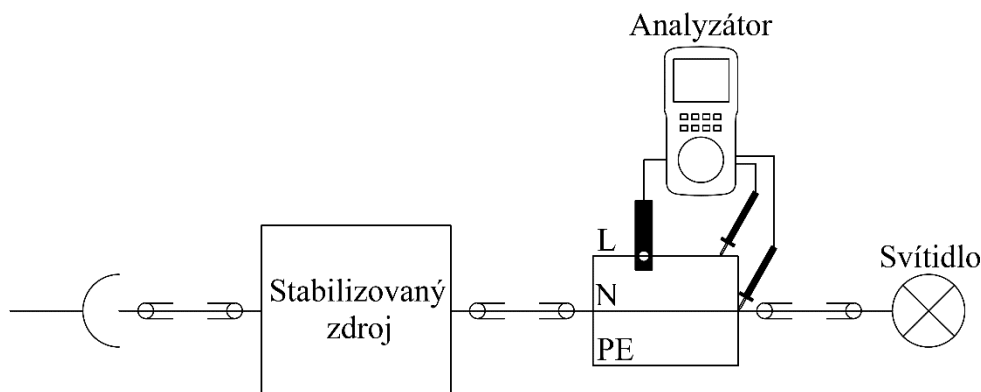 Analyzátor
L
Svítidlo
Stabilizovaný
zdroj
N
PE